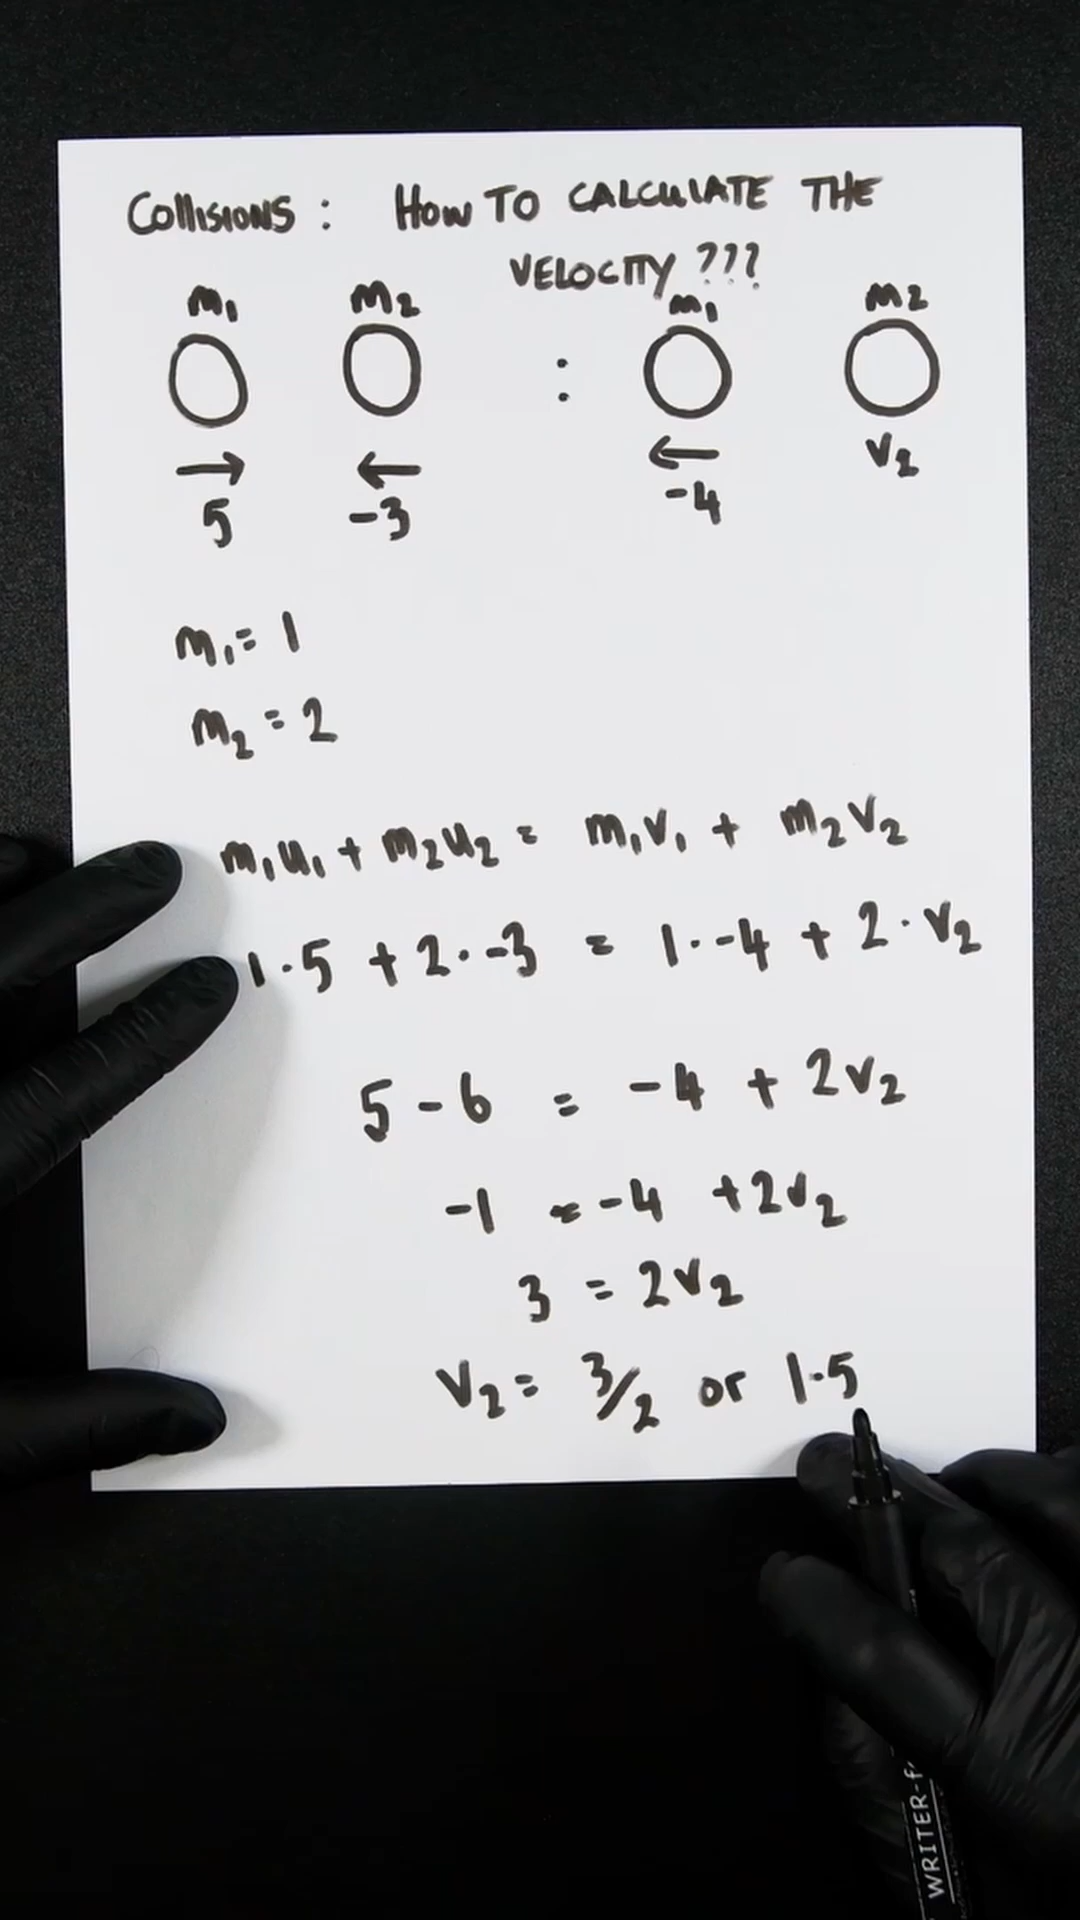 Collisions : How TO CALCULATE THE
VELOCITY ???
m₁ m₂ m₁ m₂
: 
→ ← ← v₂
5 -3 -4
m₁ = 1
m₂ = 2
m₁u₁ + m₂u₂ = m₁v₁ + m₂v₂
1·5 + 2·-3 = 1·-4 + 2·v₂
5 - 6 = -4 + 2v₂
-1 = -4 + 2v₂
3 = 2v₂
v₂ = 3/2 or 1·5
WRITER-f